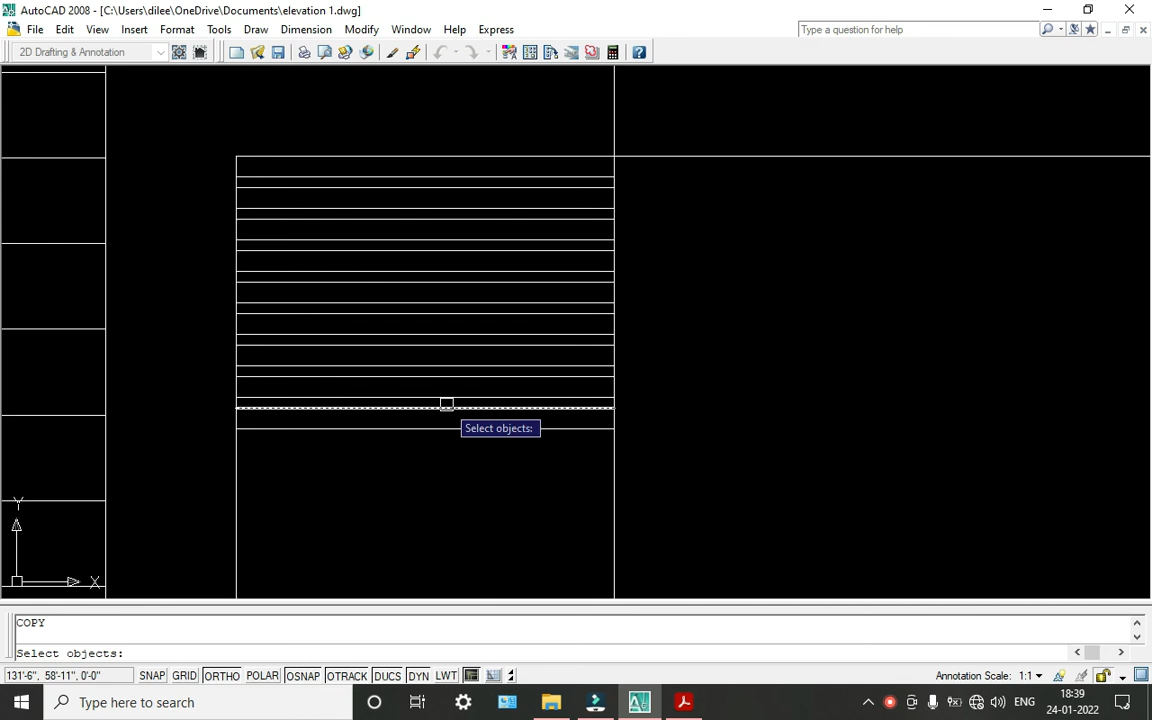 AutoCAD 2008 - [C:\Users\dilee\OneDrive\Documents\elevation 1.dwg]
File Edit View Insert Format Tools Draw Dimension Modify Window Help Express
Type a question for help
2D Drafting & Annotation
Select objects:
Y
X
COPY
Select objects:
131'-6", 58'-11", 0'-0" SNAP GRID ORTHO POLAR OSNAP OTRACK DUCS DYN LWT
Annotation Scale: 1:1
Type here to search
ENG
18:39
24-01-2022